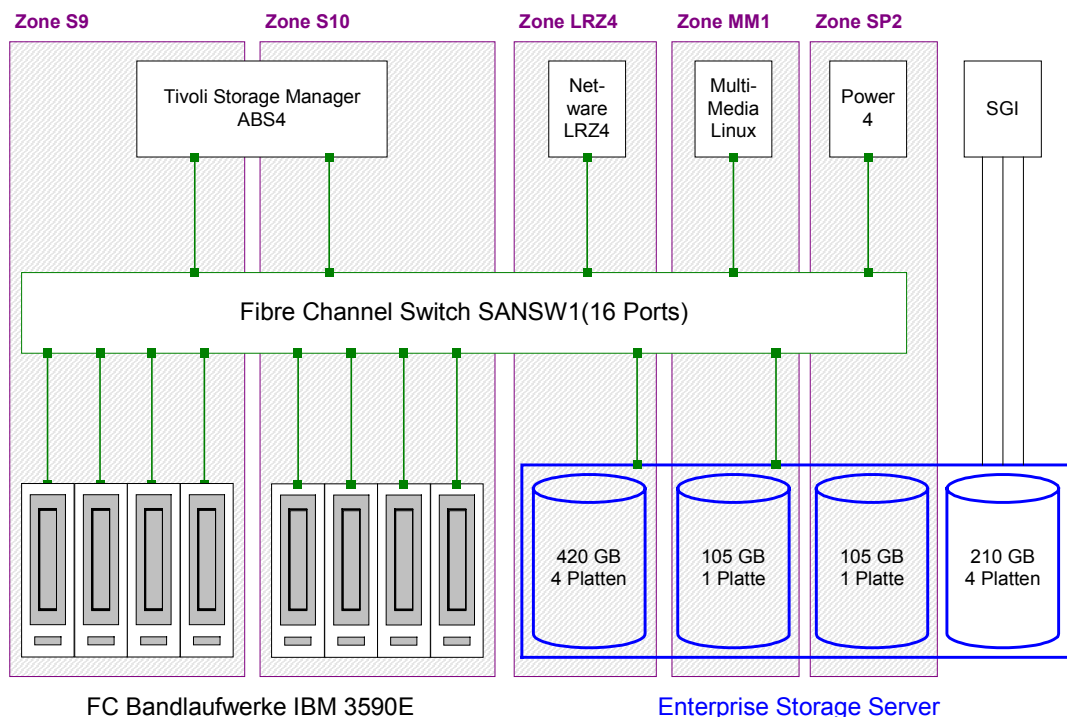 Zone S9
Zone S10
Zone LRZ4
Zone MM1
Zone SP2
Tivoli Storage Manager
ABS4
Net-
ware
LRZ4
Multi-
Media
Linux
Power
4
SGI
Fibre Channel Switch SANSW1(16 Ports)
420 GB
4 Platten
105 GB
1 Platte
105 GB
1 Platte
210 GB
4 Platten
FC Bandlaufwerke IBM 3590E
Enterprise Storage Server